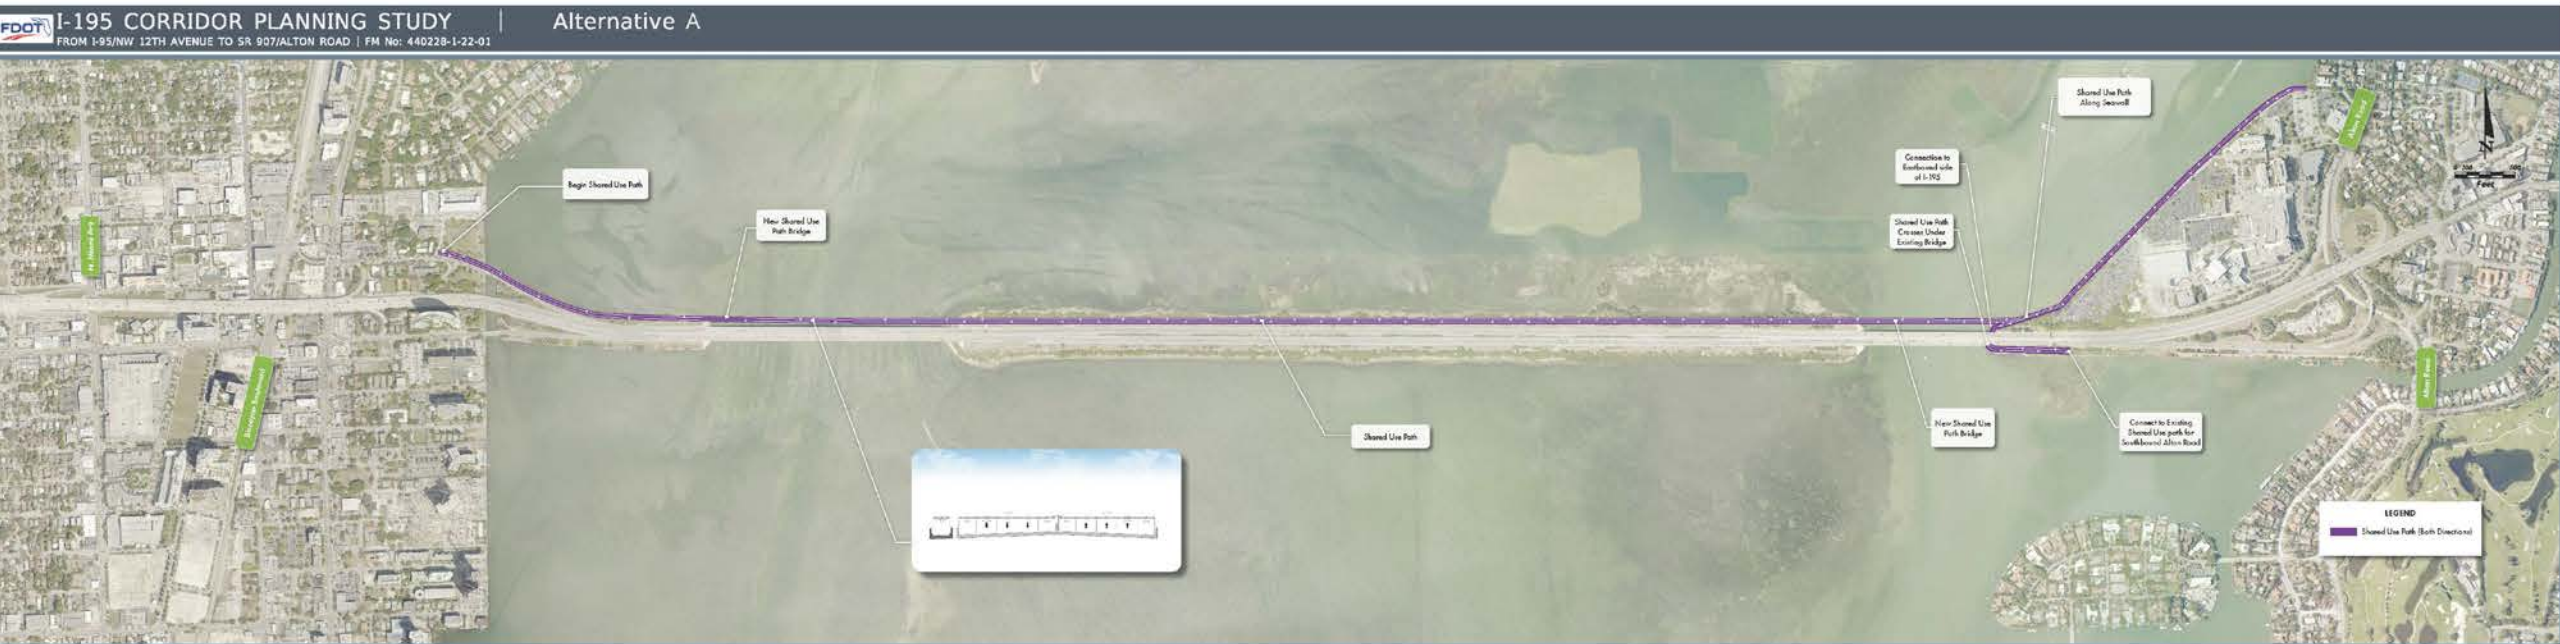 FDOT
I-195 CORRIDOR PLANNING STUDY
Alternative A
FROM I-95/NW 12TH AVENUE TO SR 907/ALTON ROAD | FM No: 440228-1-22-01
Shared Use Path
Along Seawall
Alton Road
Connection to
Eastbound side
of I-195
Begin Shared Use Path
New Shared Use
Path Bridge
Shared Use Path
Crosses Under
Existing Bridge
N
Feet
N. Miami Ave
Biscayne Boulevard
Alton Road
Shared Use Path
New Shared Use
Path Bridge
Connect to Existing
Shared Use path for
Southbound Alton Road
LEGEND
Shared Use Path (Both Directions)